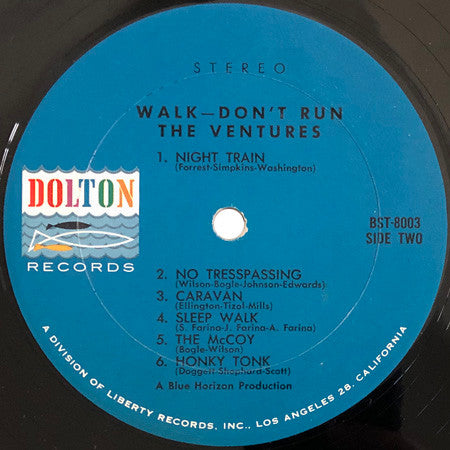 STEREO
WALK—DON'T RUN
THE VENTURES
1. NIGHT TRAIN
(Forrest-Simpkins-Washington)
DOLTON
RECORDS
BST-8003
SIDE TWO
2. NO TRESSPASSING
(Wilson-Bogle-Johnson-Edwards)
3. CARAVAN
(Ellington-Tizol-Mills)
4. SLEEP WALK
(S. Farina-J. Farina-A. Farina)
5. THE McCOY
(Bogle-Wilson)
6. HONKY TONK
(Doggett-Shephard-Scott)
A Blue Horizon Production
A DIVISION OF LIBERTY RECORDS, INC., LOS ANGELES 28, CALIFORNIA